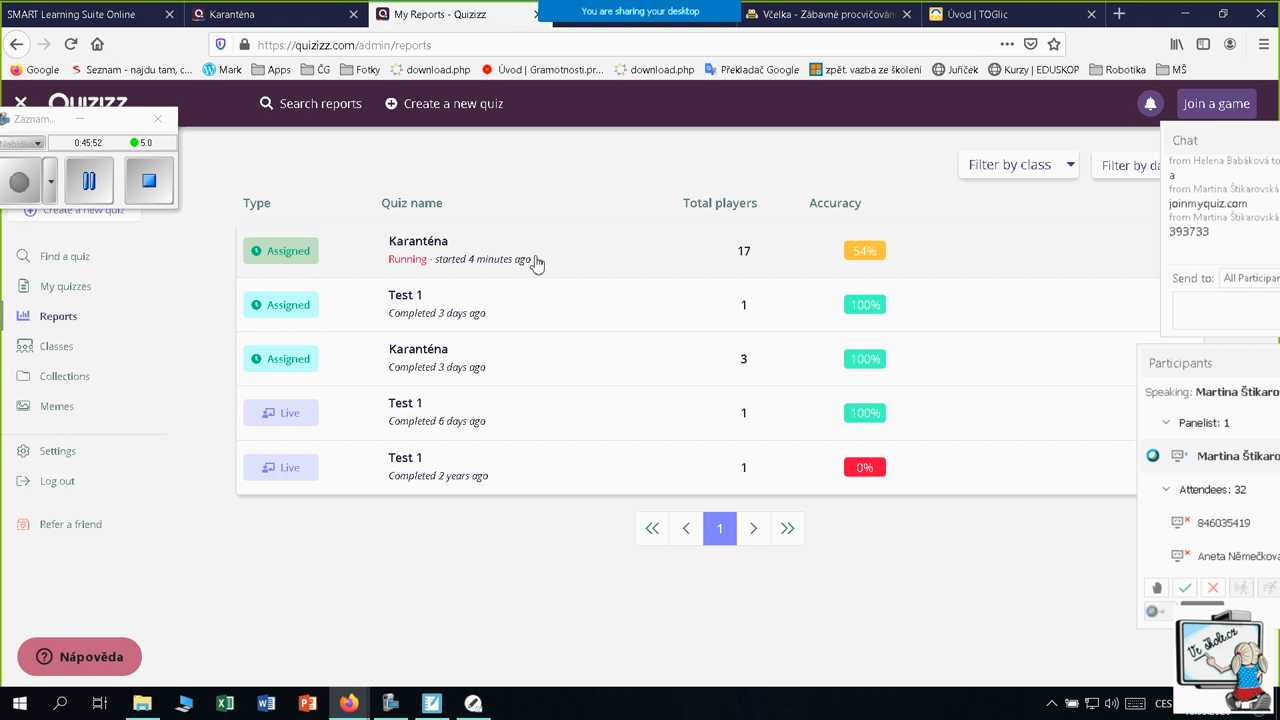 SMART Learning Suite Online
Karanténa
My Reports - Quizizz
You are sharing your desktop
Včelka - Zábavné procvičován
Úvod | TOGlic
https://quizizz.com/admin/reports
Google
Seznam - najdu tam, c...
Mark
Apps
ČG
Fotky
download.php
Úvod | Gramotnosti.pr...
download.php
Překladač Google
zpět. vazba ze školení
Juříček
Kurzy | EDUSKOP
Robotika
MŠ
Quizizz
Search reports
Create a new quiz
Join a game
Záznam...
Nabídka
0:45:52
5.0
Create a new quiz
Find a quiz
My quizzes
Reports
Classes
Collections
Memes
Settings
Log out
Refer a friend
Nápověda
Filter by class
Filter by da
Type
Quiz name
Total players
Accuracy
Assigned
Karanténa
Running - started 4 minutes ago
17
54%
Assigned
Test 1
Completed 3 days ago
1
100%
Assigned
Karanténa
Completed 3 days ago
3
100%
Live
Test 1
Completed 6 days ago
1
100%
Live
Test 1
Completed 2 years ago
1
0%
1
Chat
from Helena Babáková to
a
from Martina Štikarovská
joinmyquiz.com
from Martina Štikarovská
393733
Send to:
All Participan
Participants
Speaking: Martina Štikaro
Panelist: 1
Martina Štikaro
Attendees: 32
846035419
Aneta Němečkova
Ve škole.cz
CES